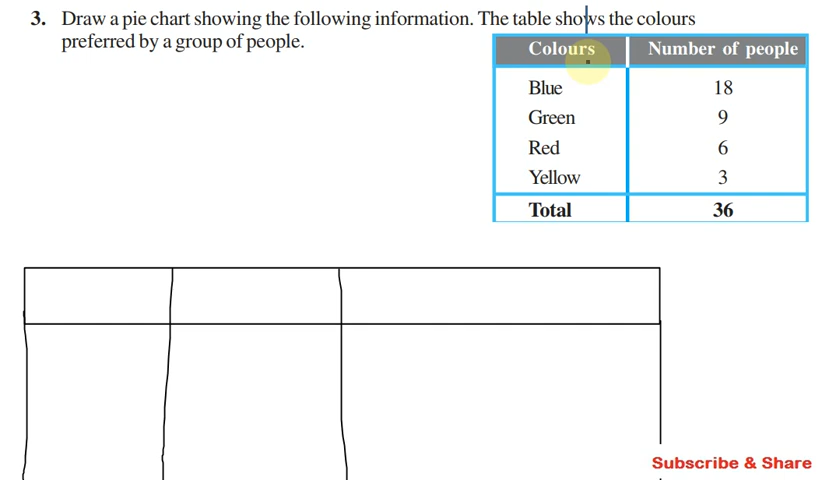 3. Draw a pie chart showing the following information. The table shows the colours
preferred by a group of people.
Colours Number of people
Blue 18
Green 9
Red 6
Yellow 3
Total 36
Subscribe & Share